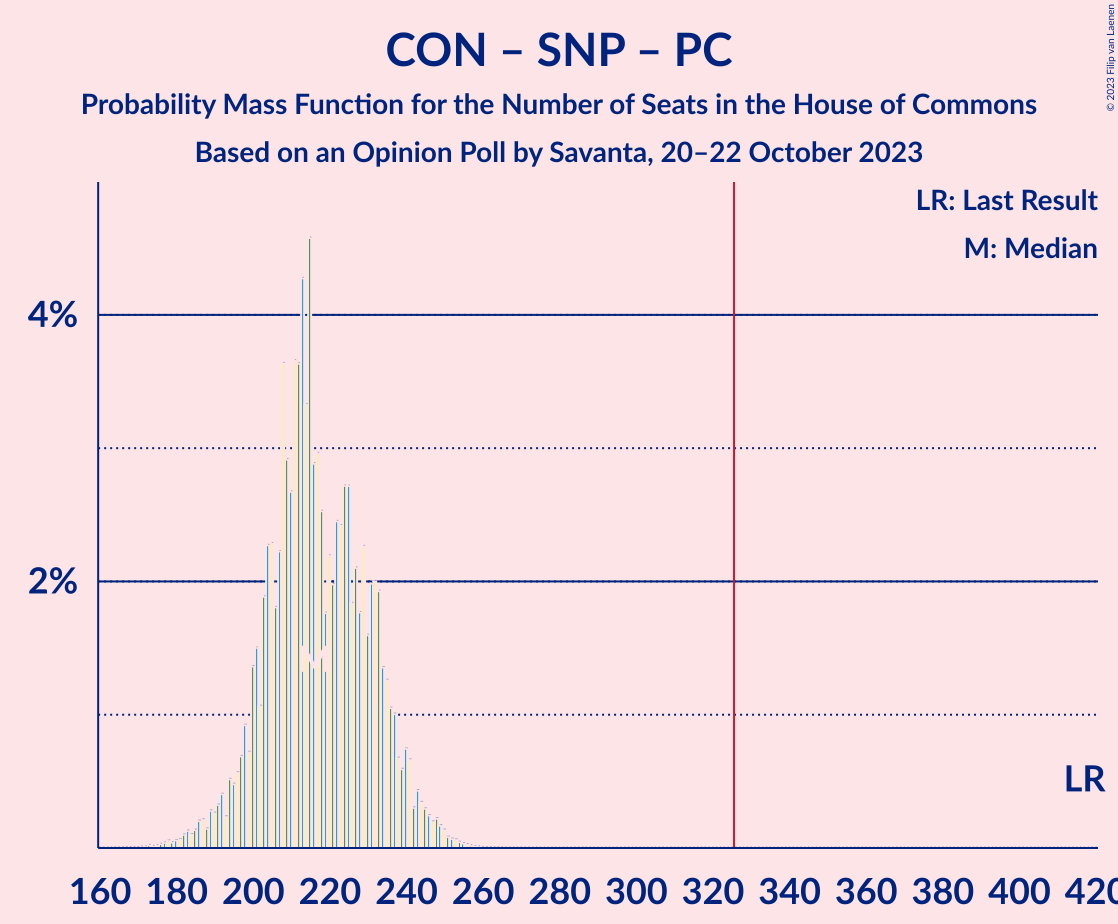 CON – SNP – PC
Probability Mass Function for the Number of Seats in the House of Commons
Based on an Opinion Poll by Savanta, 20–22 October 2023
© 2023 Filip van Laenen
LR: Last Result
M: Median
4%
2%
LR
160 180 200 220 240 260 280 300 320 340 360 380 400 420